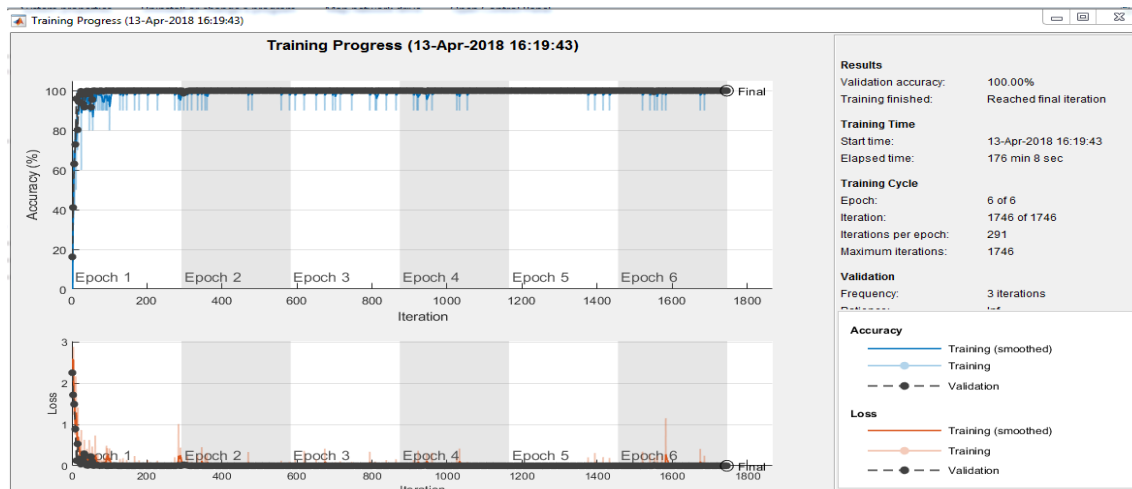 Training Progress (13-Apr-2018 16:19:43)
Training Progress (13-Apr-2018 16:19:43)
Accuracy (%)
100
80
60
40
20
0
Final
Epoch 1
Epoch 2
Epoch 3
Epoch 4
Epoch 5
Epoch 6
0
200
400
600
800
1000
1200
1400
1600
1800
Iteration
Loss
3
2
1
0
Epoch 1
Epoch 2
Epoch 3
Epoch 4
Epoch 5
Epoch 6
Final
0
200
400
600
800
1000
1200
1400
1600
1800
Iteration
Results
Validation accuracy: 100.00%
Training finished: Reached final iteration
Training Time
Start time: 13-Apr-2018 16:19:43
Elapsed time: 176 min 8 sec
Training Cycle
Epoch: 6 of 6
Iteration: 1746 of 1746
Iterations per epoch: 291
Maximum iterations: 1746
Validation
Frequency: 3 iterations
Patience: Inf
Accuracy
Training (smoothed)
Training
Validation
Loss
Training (smoothed)
Training
Validation